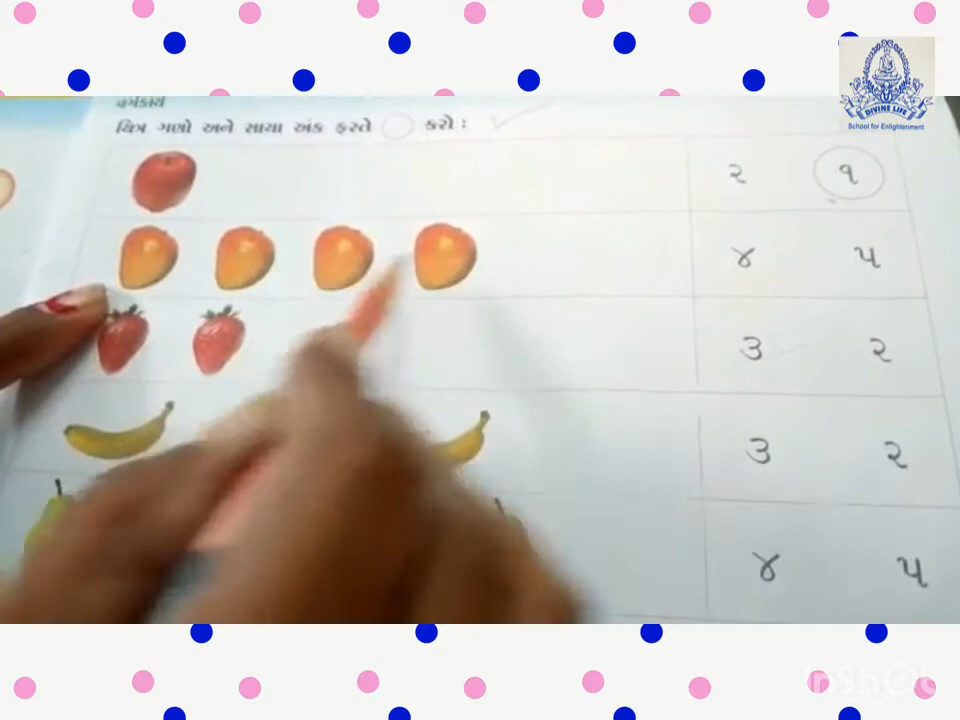 વર્ગકાર્ય
ચિત્ર ગણો અને સાચા અંક ફરતે ◯ કરો :
DIVINE LIFE
School for Enlightenment
૨ ૧
૪ ૫
૩ ૨
૩ ૨
૪ ૫
InShOt